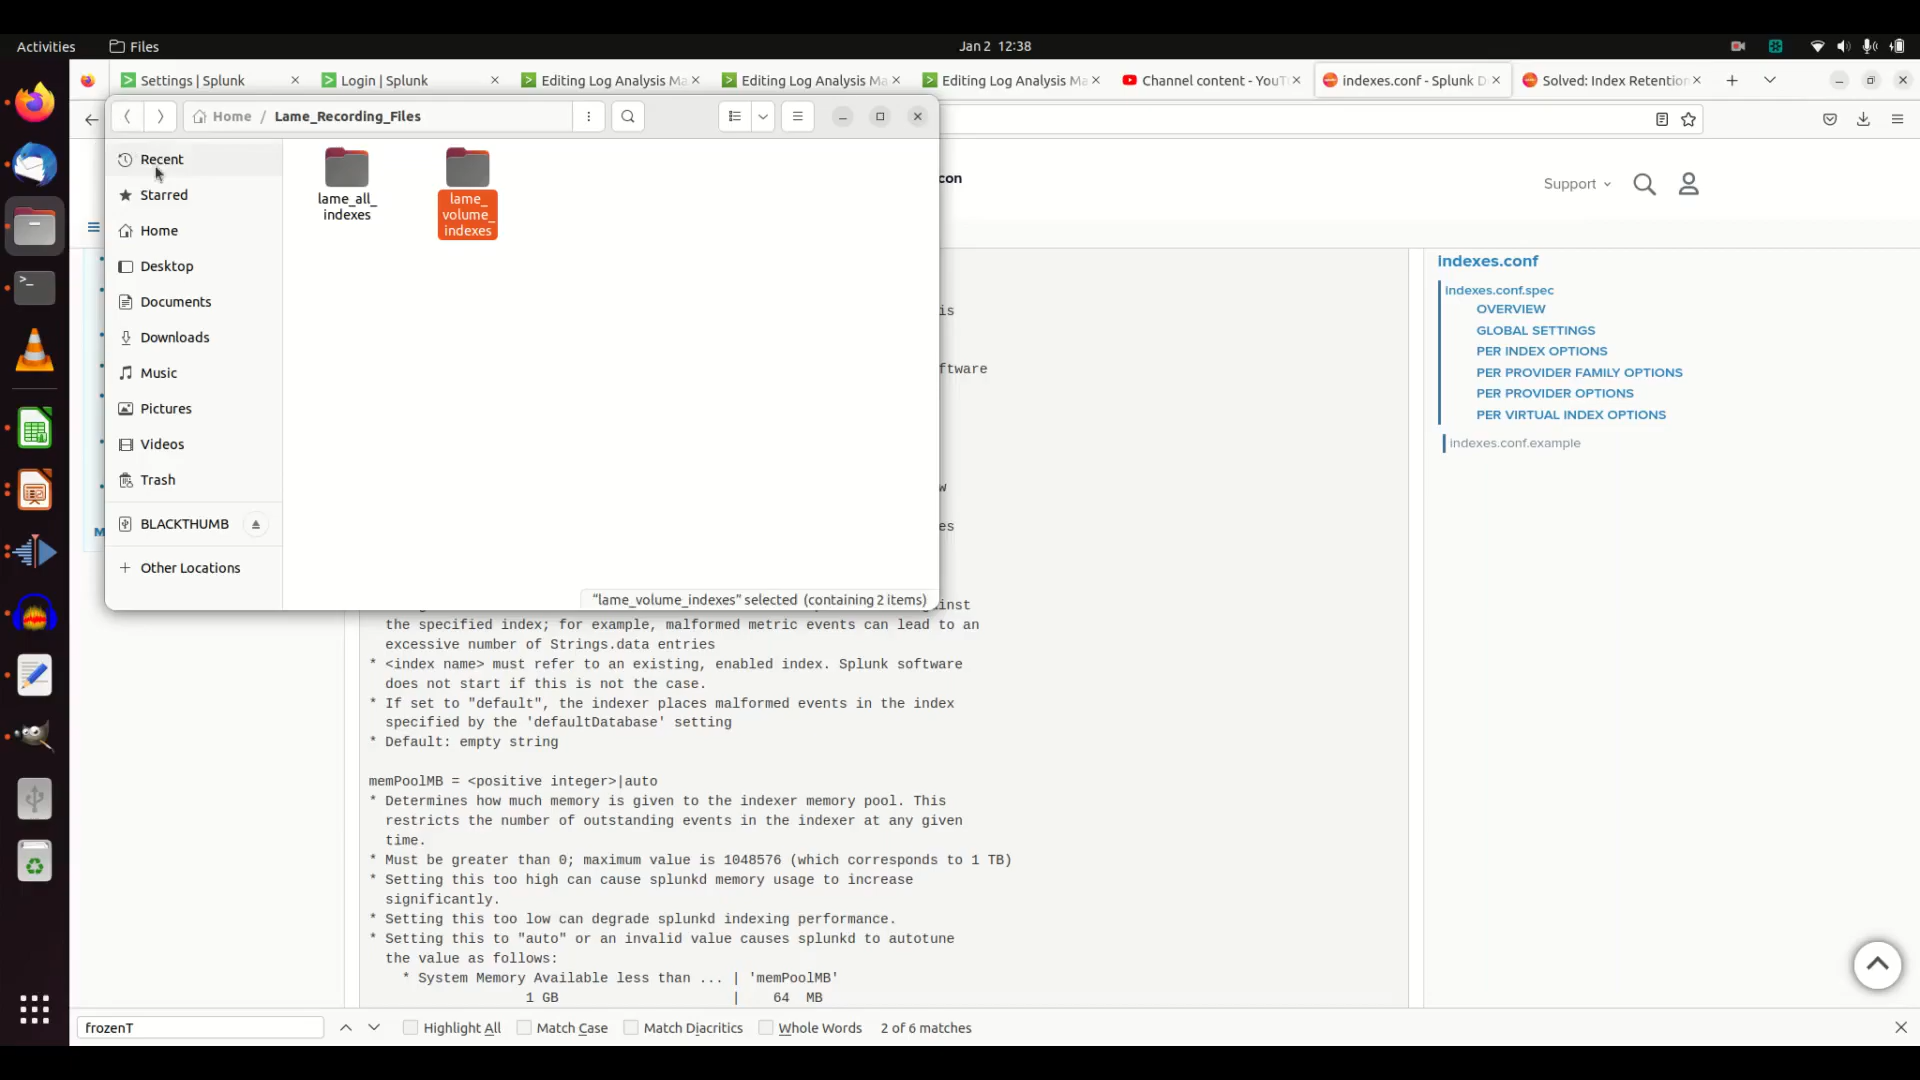 Activities
Files
Jan 2 12:38
Settings | Splunk
Login | Splunk
Editing Log Analysis Ma
Editing Log Analysis Ma
Editing Log Analysis Ma
Channel content - YouT
indexes.conf - Splunk D
Solved: Index Retention
Home / Lame_Recording_Files
Recent
Starred
Home
Desktop
Documents
Downloads
Music
Pictures
Videos
Trash
BLACKTHUMB
Other Locations
lame_all_
indexes
lame_
volume_
indexes
"lame_volume_indexes" selected (containing 2 items)
con
Support
is
ftware
w
es
inst
the specified index; for example, malformed metric events can lead to an
excessive number of Strings.data entries
* <index name> must refer to an existing, enabled index. Splunk software
does not start if this is not the case.
* If set to "default", the indexer places malformed events in the index
specified by the 'defaultDatabase' setting
* Default: empty string
memPoolMB = <positive integer>|auto
* Determines how much memory is given to the indexer memory pool. This
restricts the number of outstanding events in the indexer at any given
time.
* Must be greater than 0; maximum value is 1048576 (which corresponds to 1 TB)
* Setting this too high can cause splunkd memory usage to increase
significantly.
* Setting this too low can degrade splunkd indexing performance.
* Setting this to "auto" or an invalid value causes splunkd to autotune
the value as follows:
* System Memory Available less than ... | 'memPoolMB'
1 GB | 64 MB
indexes.conf
indexes.conf.spec
OVERVIEW
GLOBAL SETTINGS
PER INDEX OPTIONS
PER PROVIDER FAMILY OPTIONS
PER PROVIDER OPTIONS
PER VIRTUAL INDEX OPTIONS
indexes.conf.example
frozenT
Highlight All
Match Case
Match Diacritics
Whole Words
2 of 6 matches